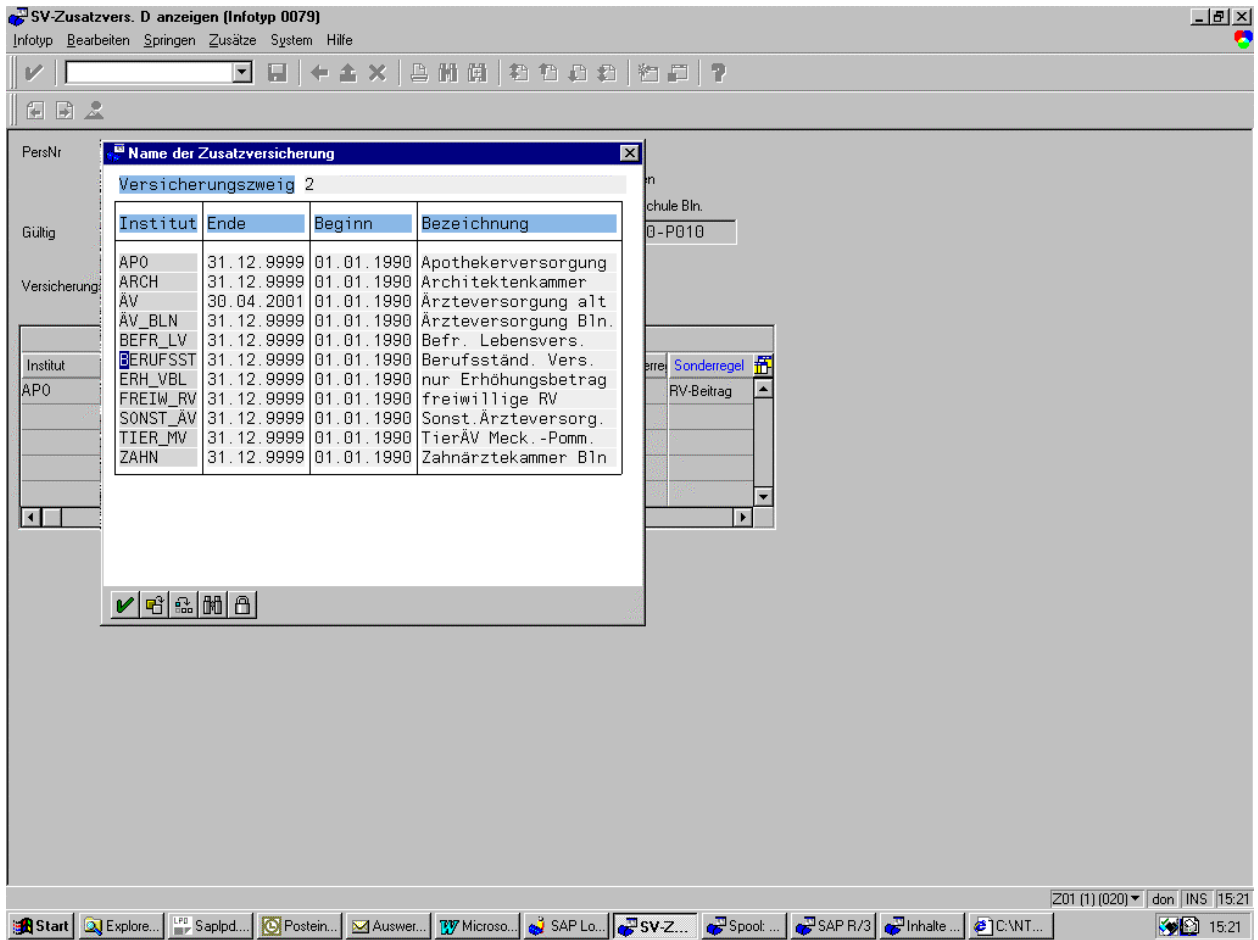 SV-Zusatzvers. D anzeigen (Infotyp 0079)
Infotyp Bearbeiten Springen Zusätze System Hilfe
PersNr
Name der Zusatzversicherung
Versicherungszweig 2
chule Bln.
Gültig
0-P010
Institut Ende Beginn Bezeichnung
APO 31.12.9999 01.01.1990 Apothekerversorgung
ARCH 31.12.9999 01.01.1990 Architektenkammer
ÄV 30.04.2001 01.01.1990 Ärzteversorgung alt
ÄV_BLN 31.12.9999 01.01.1990 Ärzteversorgung Bln.
BEFR_LV 31.12.9999 01.01.1990 Befr. Lebensvers.
BERUFSST 31.12.9999 01.01.1990 Berufsständ. Vers.
ERH_VBL 31.12.9999 01.01.1990 nur Erhöhungsbetrag
FREIW_RV 31.12.9999 01.01.1990 freiwillige RV
SONST_ÄV 31.12.9999 01.01.1990 Sonst.Ärzteversorg.
TIER_MV 31.12.9999 01.01.1990 TierÄV Meck.-Pomm.
ZAHN 31.12.9999 01.01.1990 Zahnärztekammer Bln
Versicherung
Institut
Sonderregel
APO
RV-Beitrag
Z01 (1) (020) don INS 15:21
Start Explore... Saplpd.... Postein... Auswer... Microso... SAP Lo... SV-Z... Spool: ... SAP R/3 Inhalte ... C:\NT... 15:21